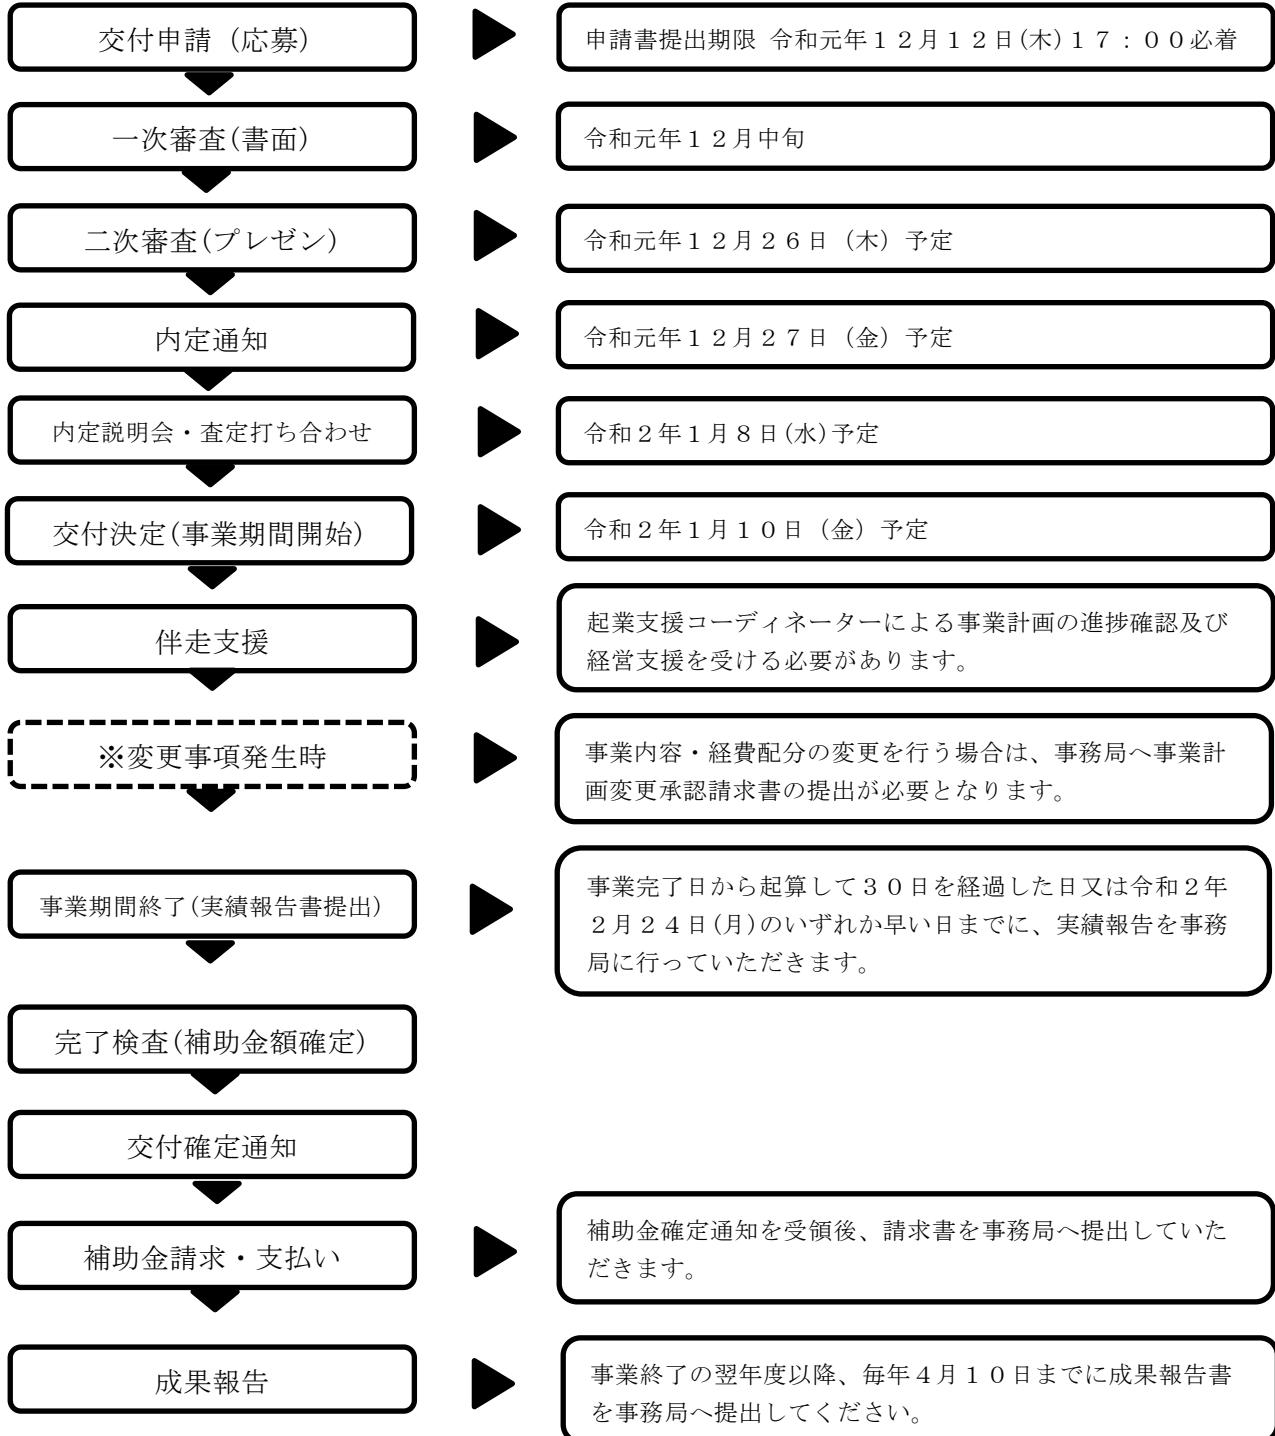 交付申請（応募）
申請書提出期限 令和元年１２月１２日(木)１７：００必着
一次審査(書面)
令和元年１２月中旬
二次審査(プレゼン)
令和元年１２月２６日（木）予定
内定通知
令和元年１２月２７日（金）予定
内定説明会・査定打ち合わせ
令和２年１月８日(水)予定
交付決定(事業期間開始)
令和２年１月１０日（金）予定
伴走支援
起業支援コーディネーターによる事業計画の進捗確認及び
経営支援を受ける必要があります。
※変更事項発生時
事業内容・経費配分の変更を行う場合は、事務局へ事業計
画変更承認請求書の提出が必要となります。
事業期間終了(実績報告書提出)
事業完了日から起算して３０日を経過した日又は令和２年
２月２４日(月)のいずれか早い日までに、実績報告を事務
局に行っていただきます。
完了検査(補助金額確定)
交付確定通知
補助金請求・支払い
補助金確定通知を受領後、請求書を事務局へ提出していた
だきます。
成果報告
事業終了の翌年度以降、毎年４月１０日までに成果報告書
を事務局へ提出してください。